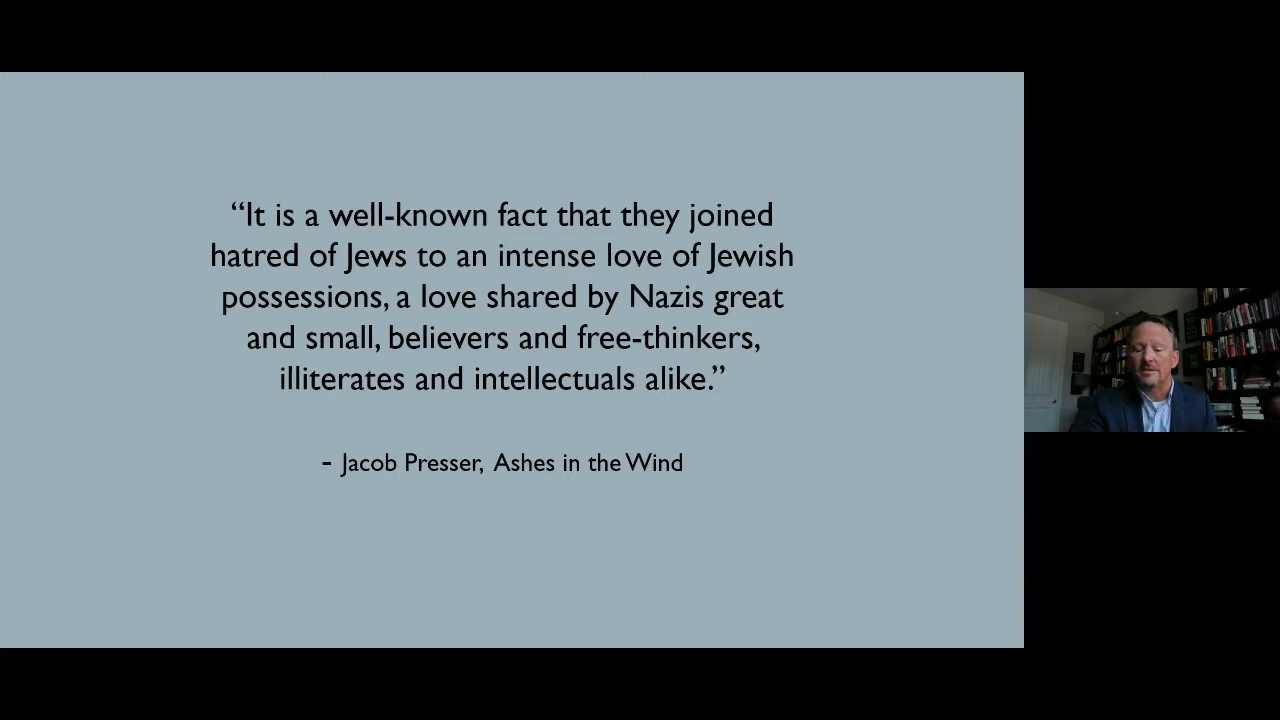 “It is a well-known fact that they joined
hatred of Jews to an intense love of Jewish
possessions, a love shared by Nazis great
and small, believers and free-thinkers,
illiterates and intellectuals alike.”
- Jacob Presser, Ashes in the Wind